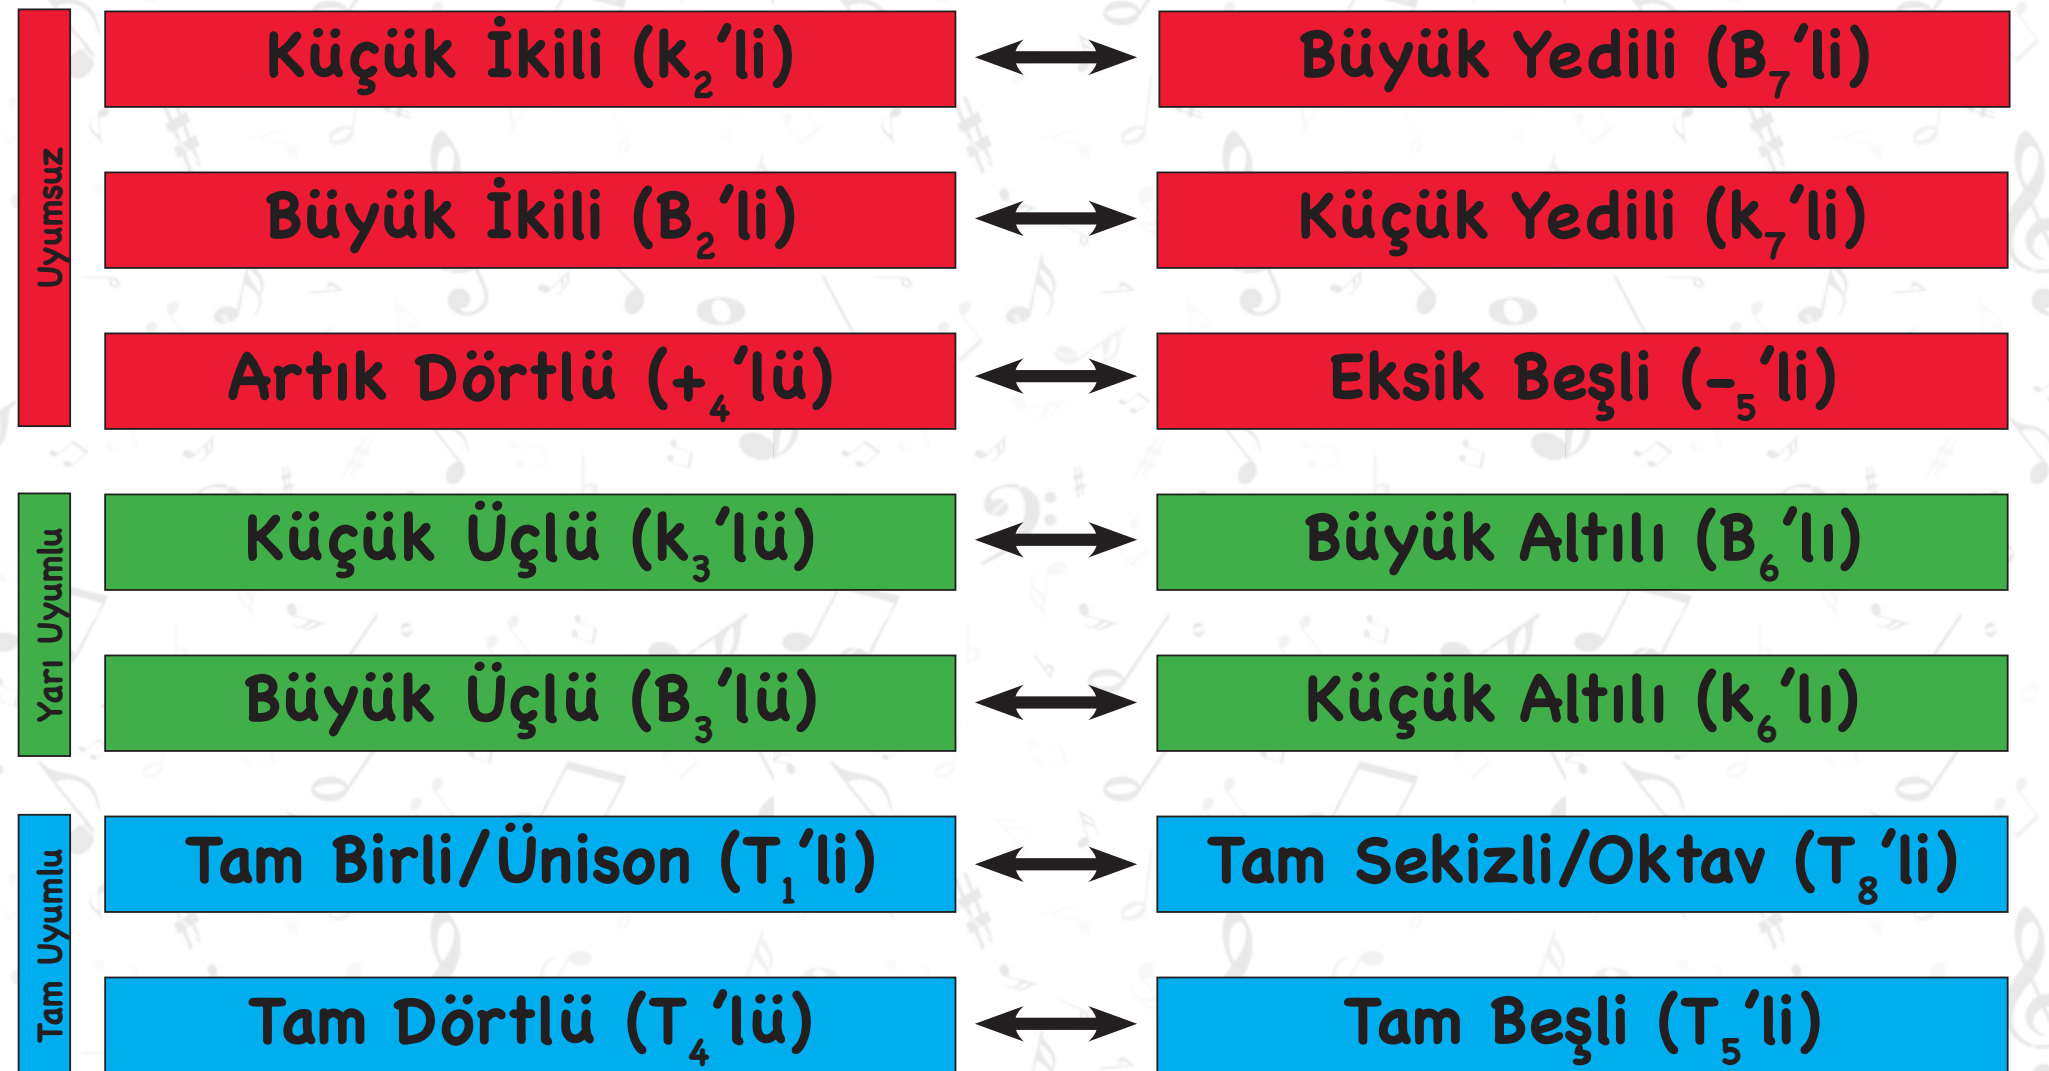 Uyumsuz
Küçük İkili (k₂'li)
Büyük Yedili (B₇'li)
Büyük İkili (B₂'li)
Küçük Yedili (k₇'li)
Artık Dörtlü (+₄'lü)
Eksik Beşli (-₅'li)
Yarı Uyumlu
Küçük Üçlü (k₃'lü)
Büyük Altılı (B₆'lı)
Büyük Üçlü (B₃'lü)
Küçük Altılı (k₆'lı)
Tam Uyumlu
Tam Birli/Ünison (T₁'li)
Tam Sekizli/Oktav (T₈'li)
Tam Dörtlü (T₄'lü)
Tam Beşli (T₅'li)